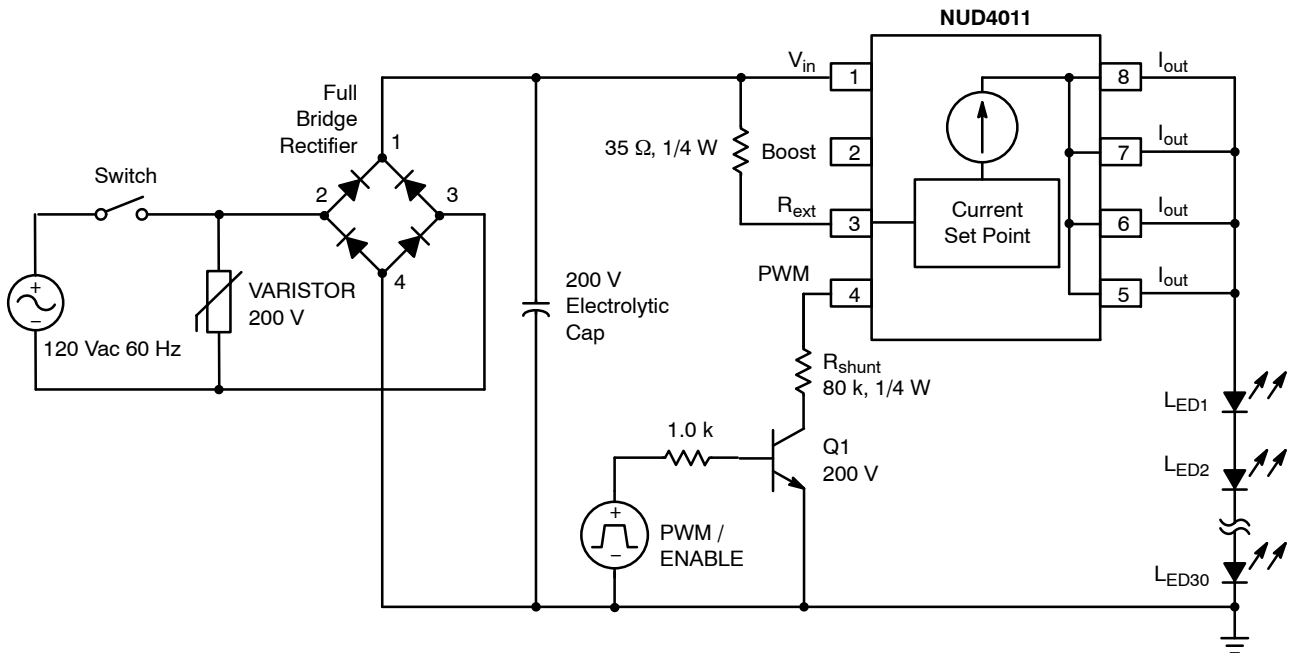 NUD4011
Full
Bridge
Rectifier
1
2
3
4
Switch
+
−
120 Vac 60 Hz
VARISTOR
200 V
200 V
Electrolytic
Cap
35 Ω, 1/4 W
Vin
1
Boost
2
Rext
3
PWM
4
Current
Set Point
8
Iout
7
Iout
6
Iout
5
Iout
Rshunt
80 k, 1/4 W
1.0 k
Q1
200 V
+
−
PWM /
ENABLE
LED1
LED2
LED30